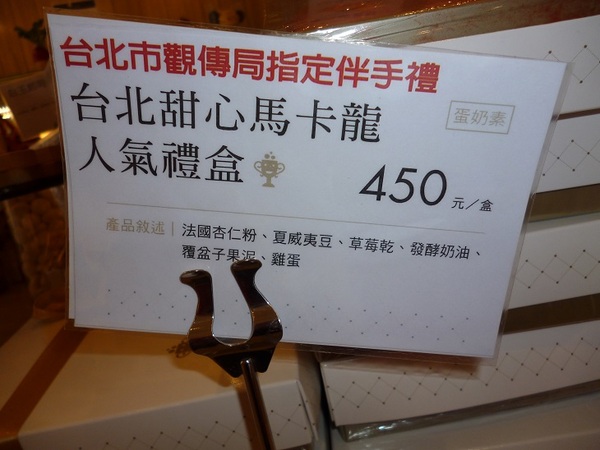 台北市觀傳局指定伴手禮
台北甜心馬卡龍
蛋奶素
人氣禮盒
450元／盒
產品敘述｜法國杏仁粉、夏威夷豆、草莓乾、發酵奶油、
覆盆子果泥、雞蛋